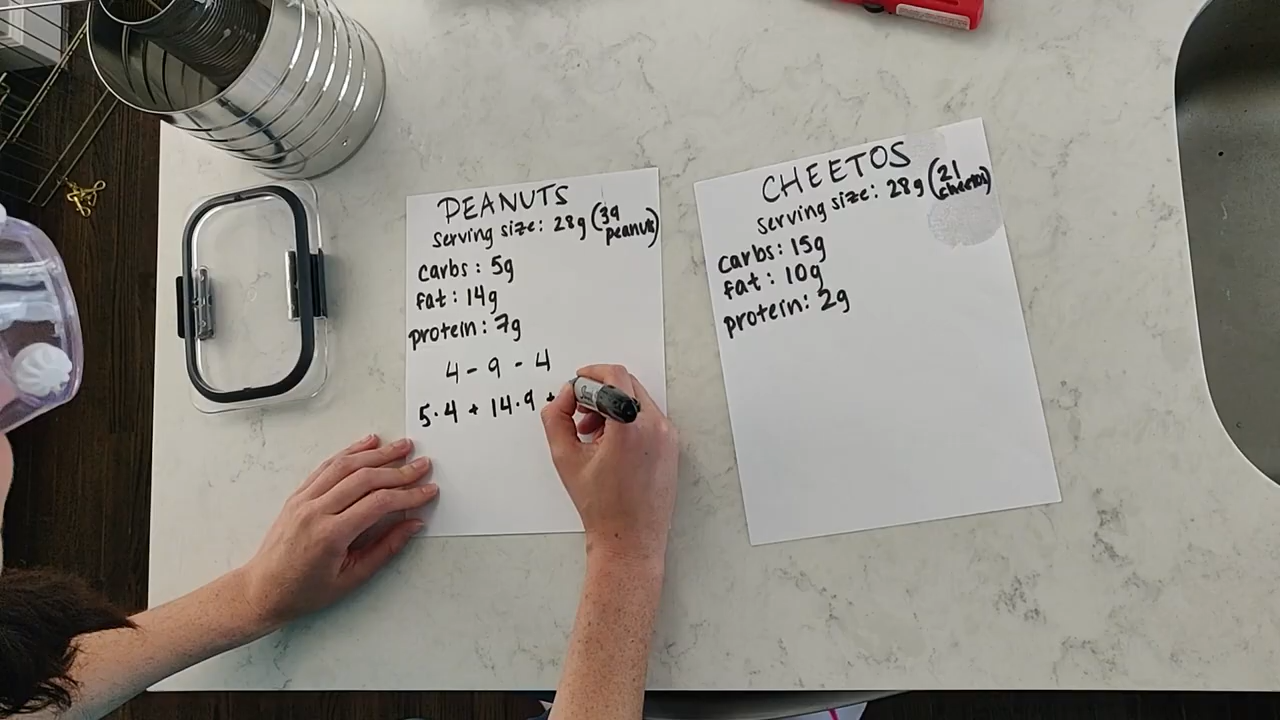 PEANUTS
serving size: 28g (39 peanuts)
carbs: 5g
fat: 14g
protein: 7g
4-9-4
5·4 + 14·9 +
CHEETOS
serving size: 28g (21 cheetos)
carbs: 15g
fat: 10g
protein: 2g